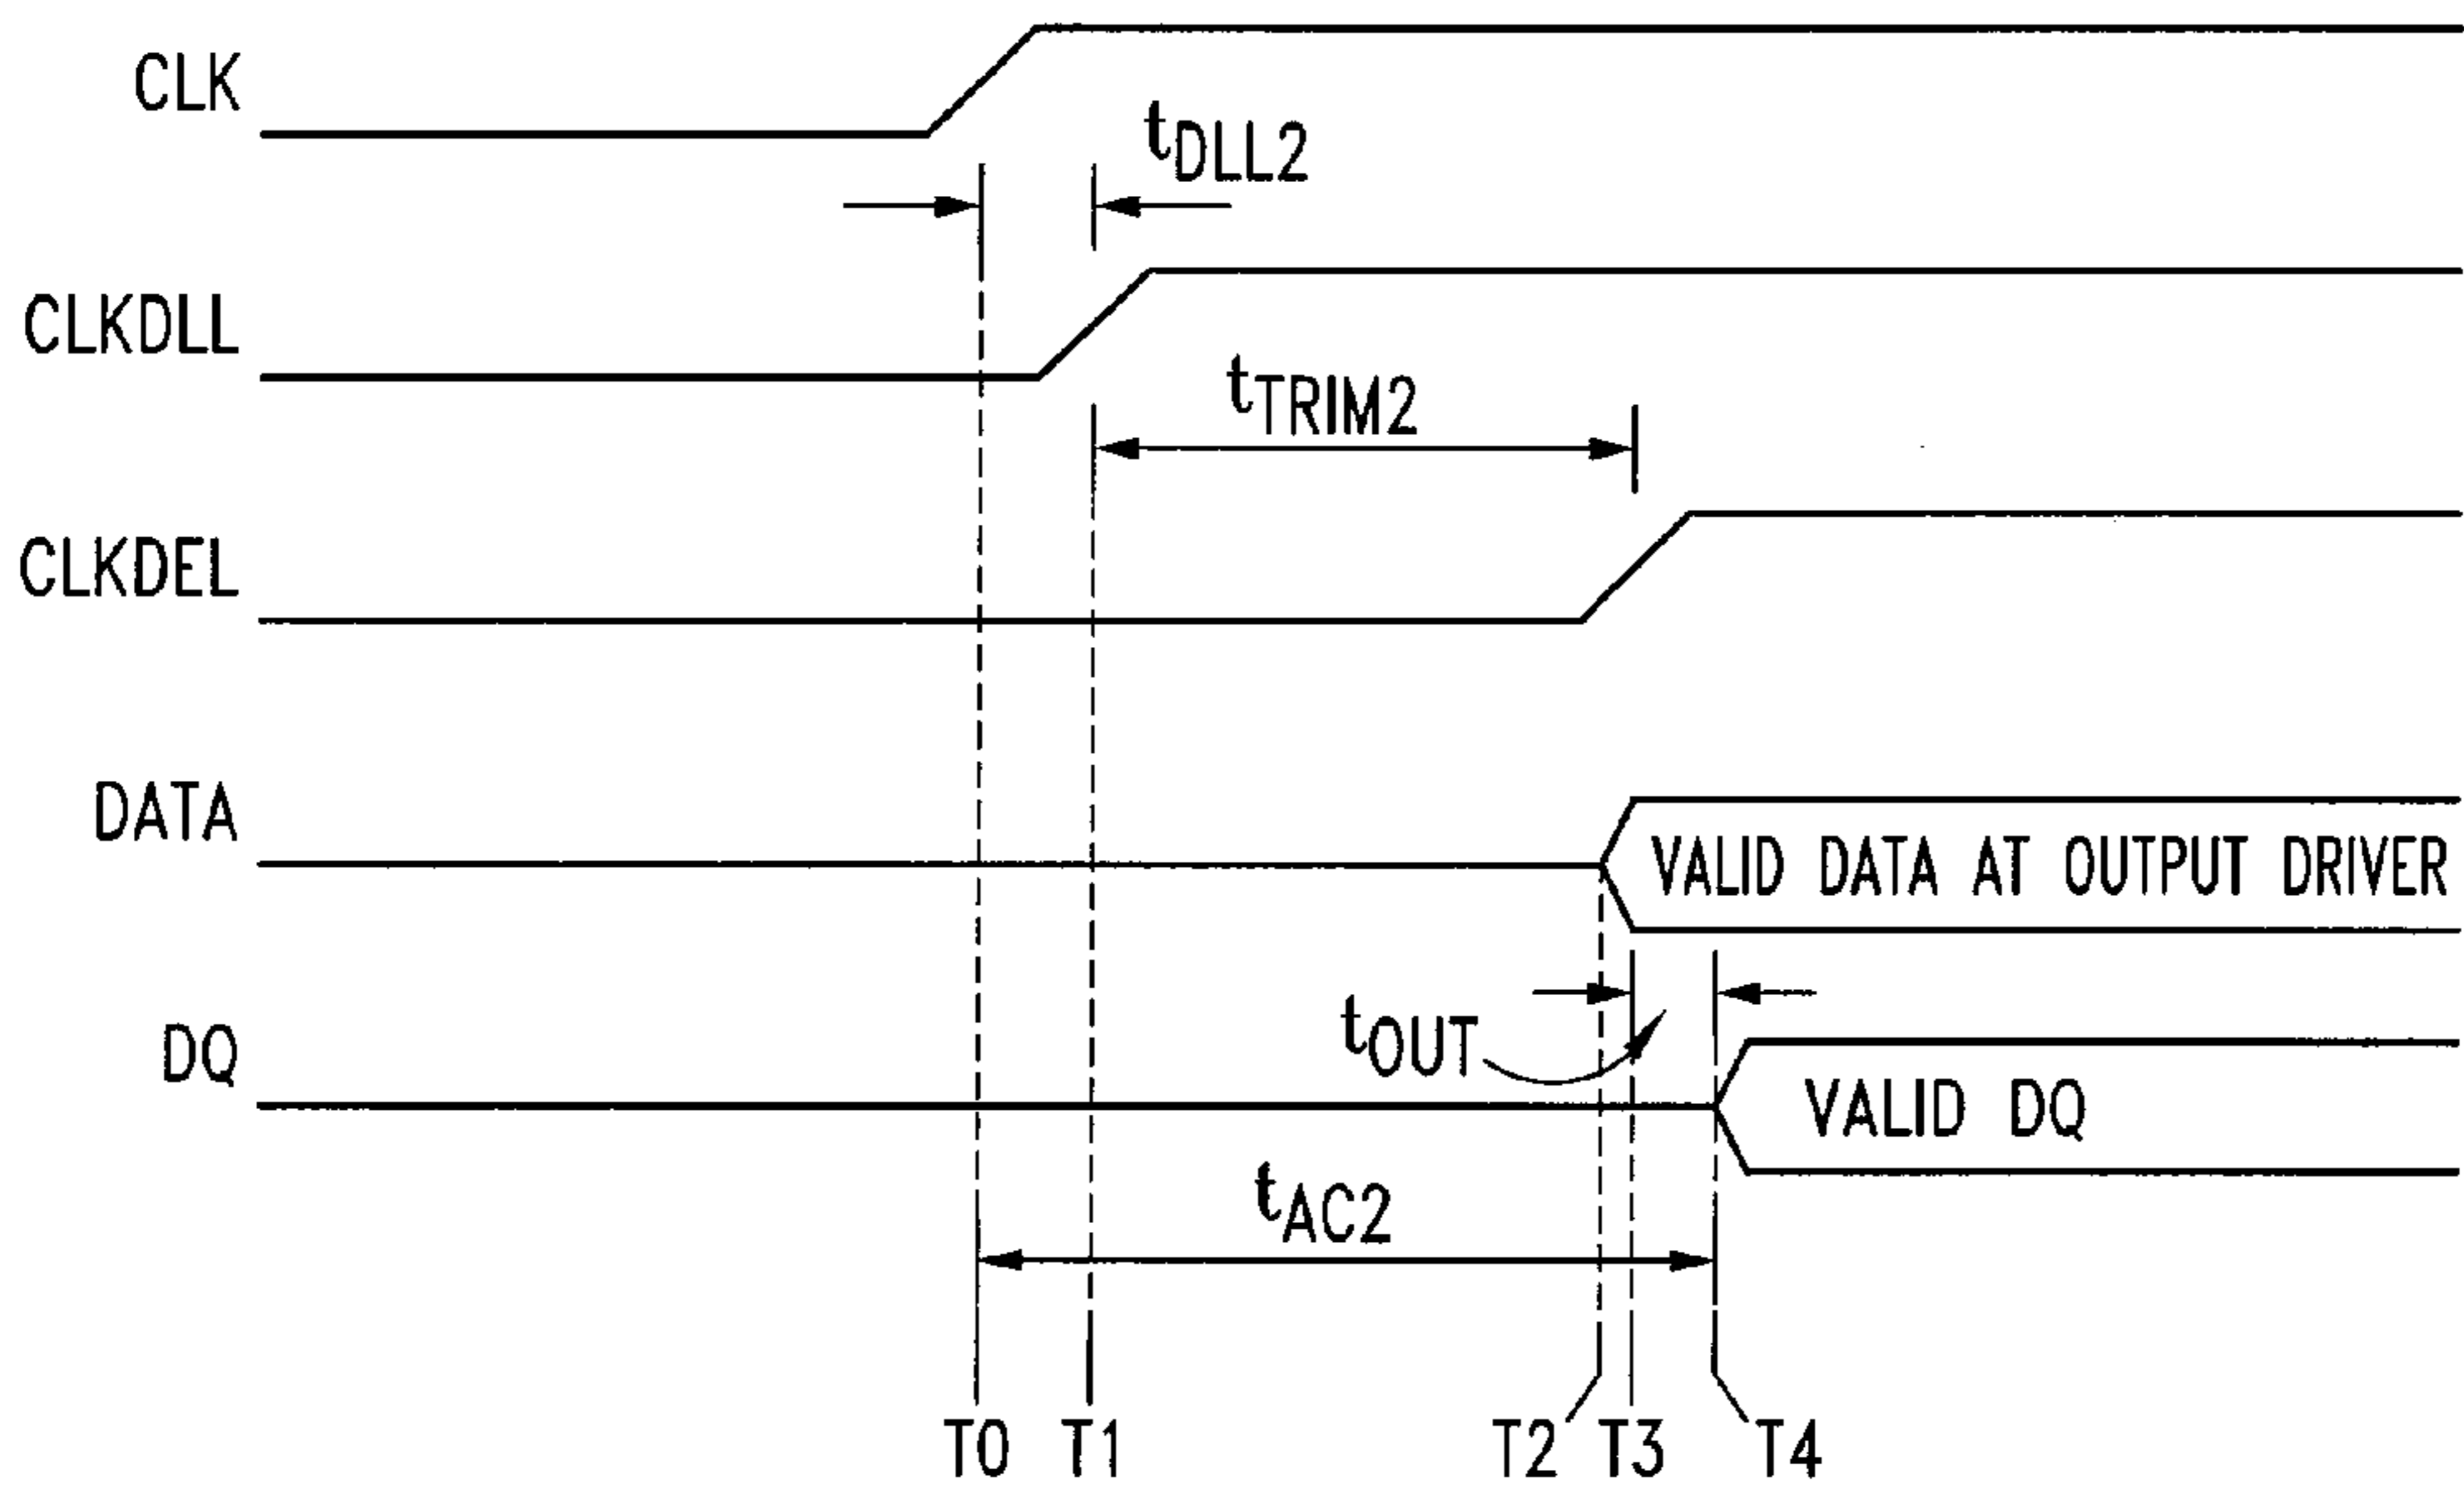 CLK
tDLL2
CLKDLL
tTRIM2
CLKDEL
DATA
VALID DATA AT OUTPUT DRIVER
tOUT
DQ
VALID DQ
tAC2
T0 T1 T2 T3 T4